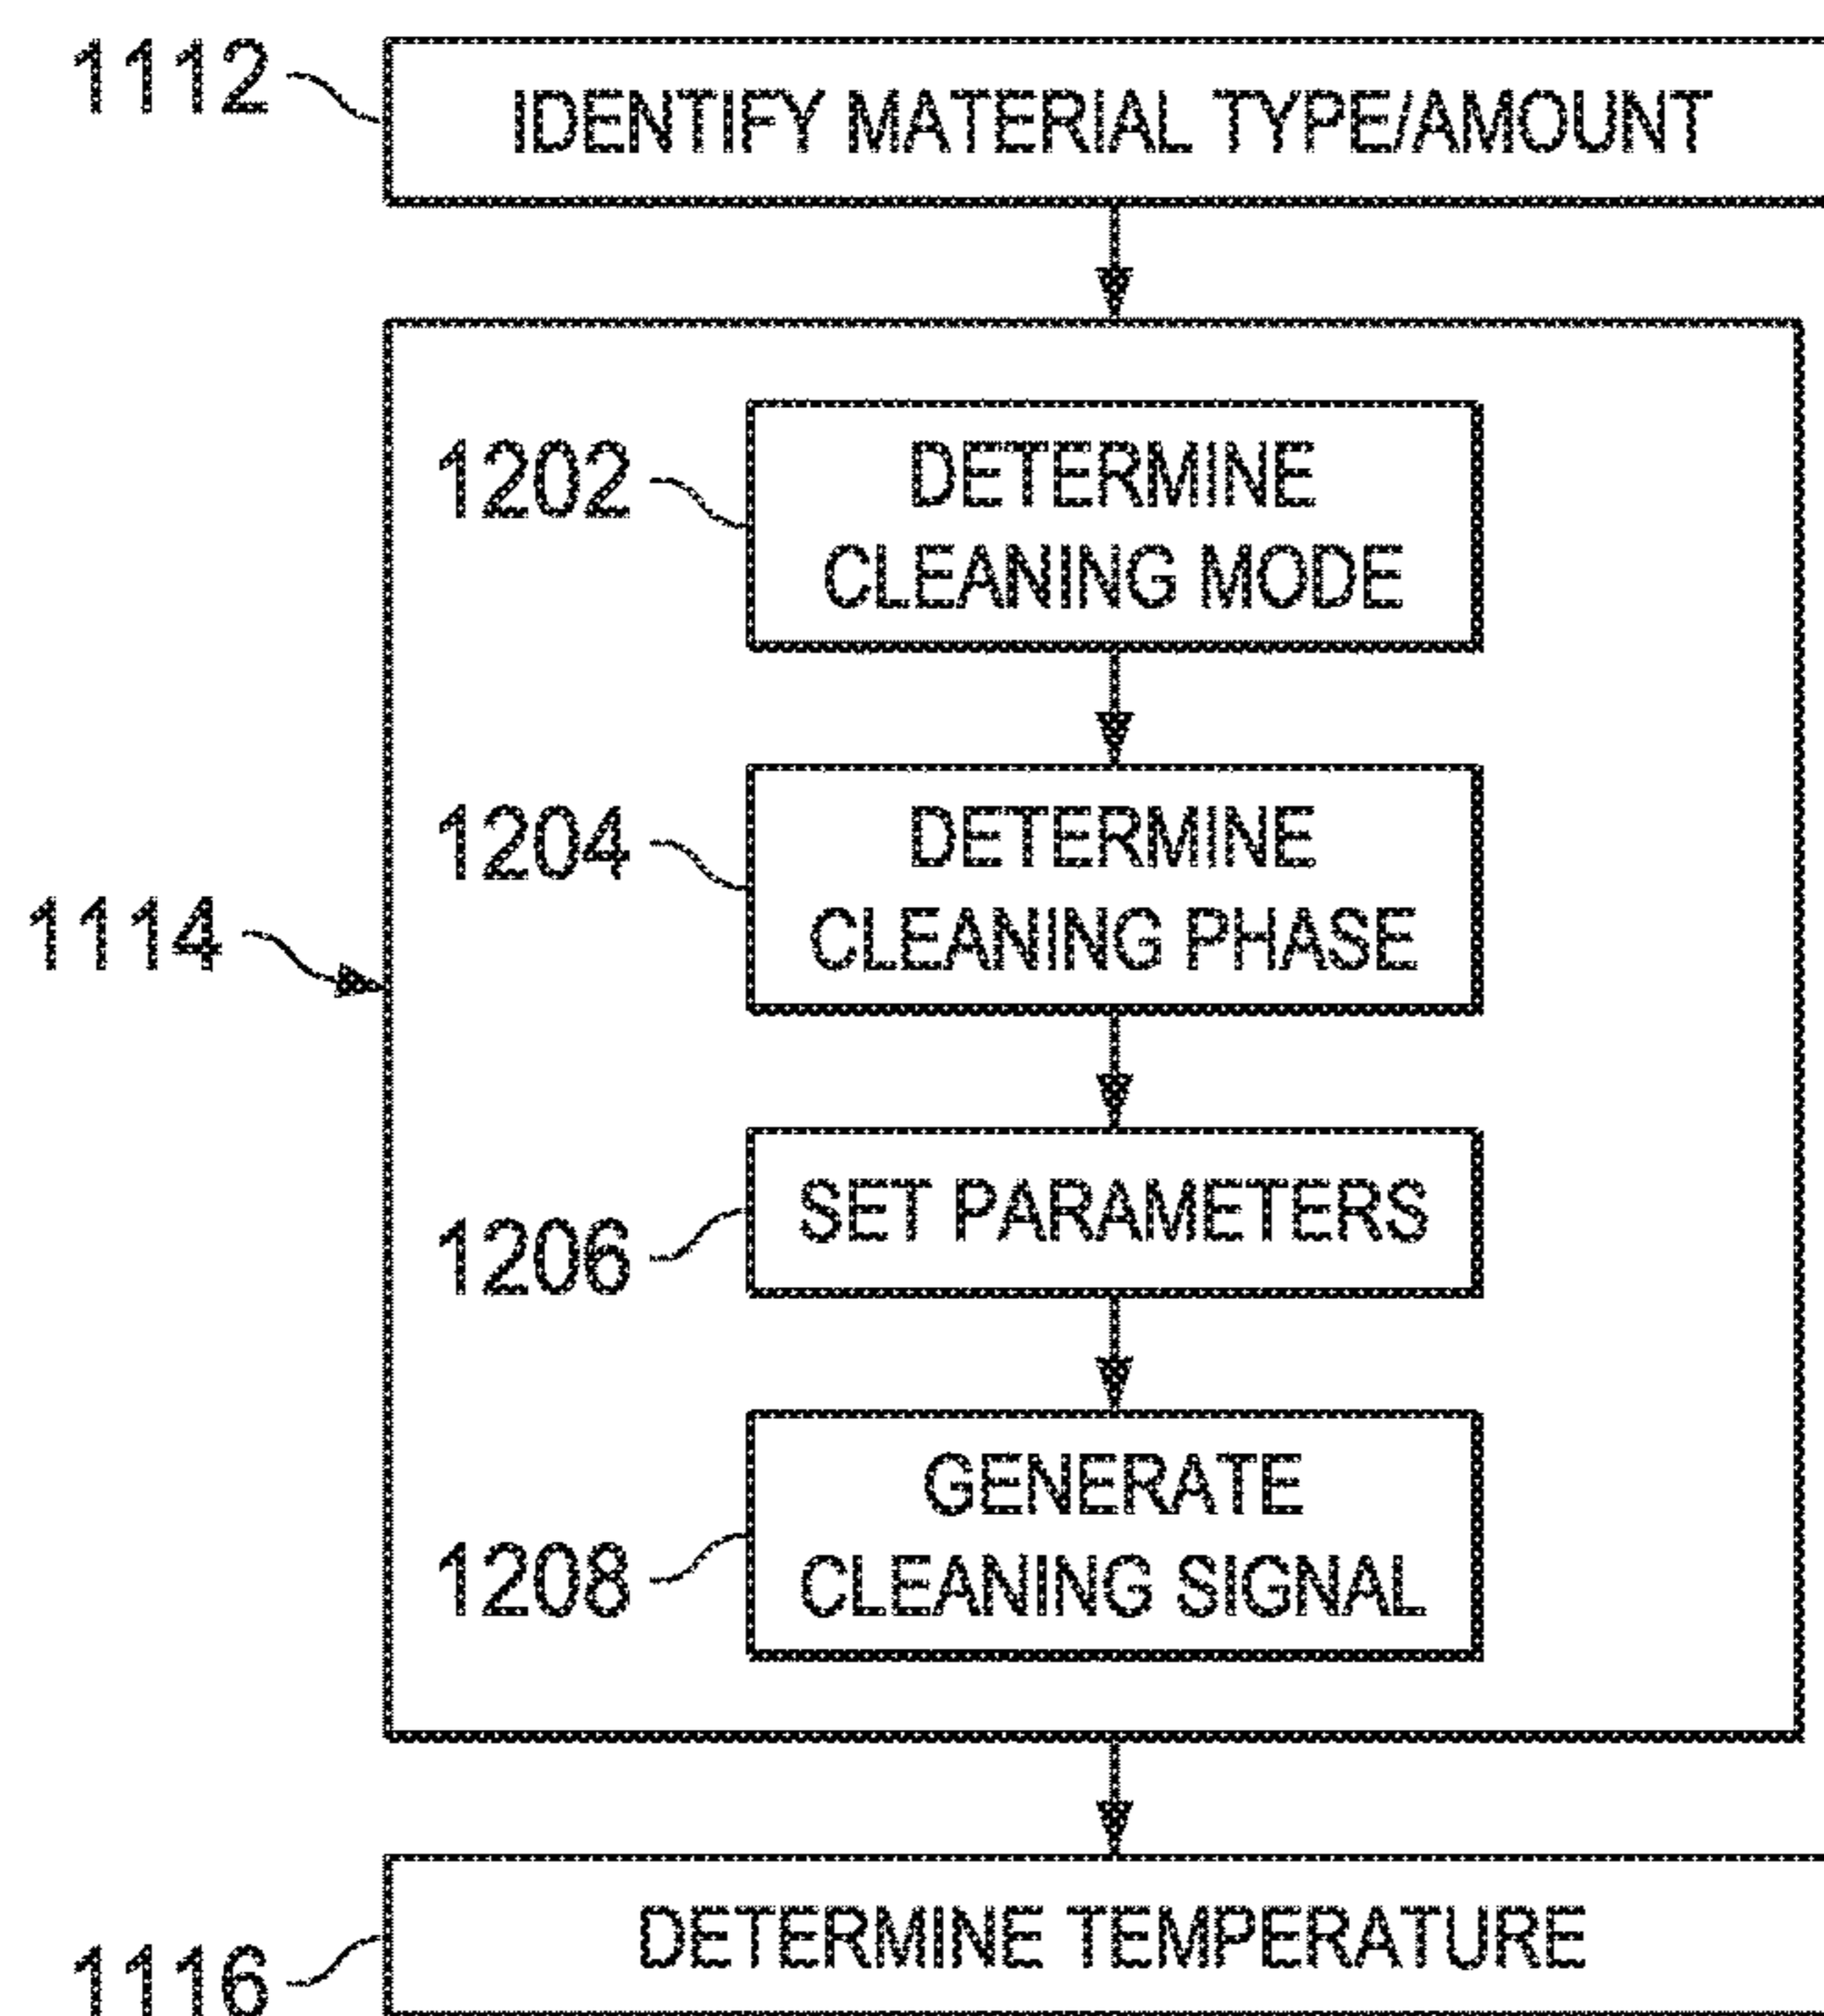 1112
IDENTIFY MATERIAL TYPE/AMOUNT
1202
DETERMINE
CLEANING MODE
1204
DETERMINE
CLEANING PHASE
1114
1206
SET PARAMETERS
1208
GENERATE
CLEANING SIGNAL
1116
DETERMINE TEMPERATURE